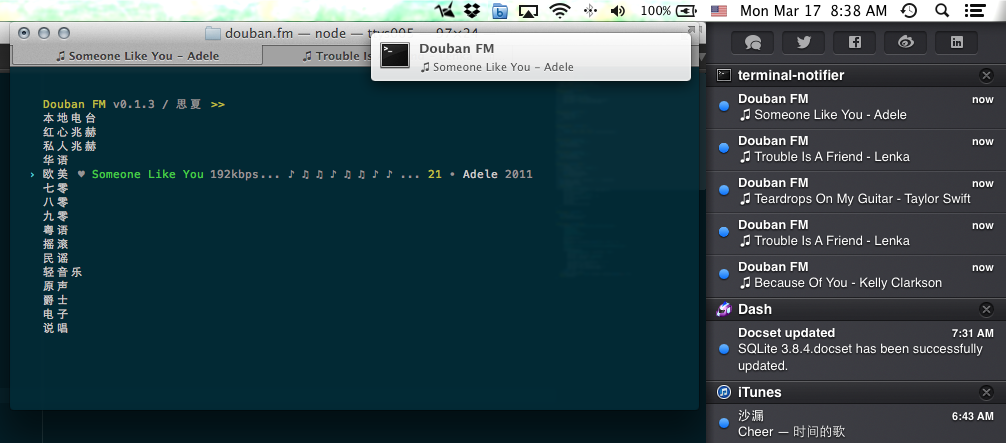 100%
Mon Mar 17 8:38 AM
douban.fm — node — ttys005 — 97×24
♫ Someone Like You – Adele
♫ Trouble Is
Douban FM
♫ Someone Like You – Adele
Douban FM v0.1.3 / 思夏 >>
本地电台
红心兆赫
私人兆赫
华语
› 欧美 ♥ Someone Like You 192kbps... ♪ ♫ ♫ ♪ ♫ ♫ ♪ ♪ ... 21 • Adele 2011
七零
八零
九零
粤语
摇滚
民谣
轻音乐
原声
爵士
电子
说唱
terminal-notifier
Douban FM now
♫ Someone Like You - Adele
Douban FM now
♫ Trouble Is A Friend - Lenka
Douban FM now
♫ Teardrops On My Guitar - Taylor Swift
Douban FM now
♫ Trouble Is A Friend - Lenka
Douban FM now
♫ Because Of You - Kelly Clarkson
Dash
Docset updated 7:31 AM
SQLite 3.8.4.docset has been successfully
updated.
iTunes
沙漏 6:43 AM
Cheer — 时间的歌